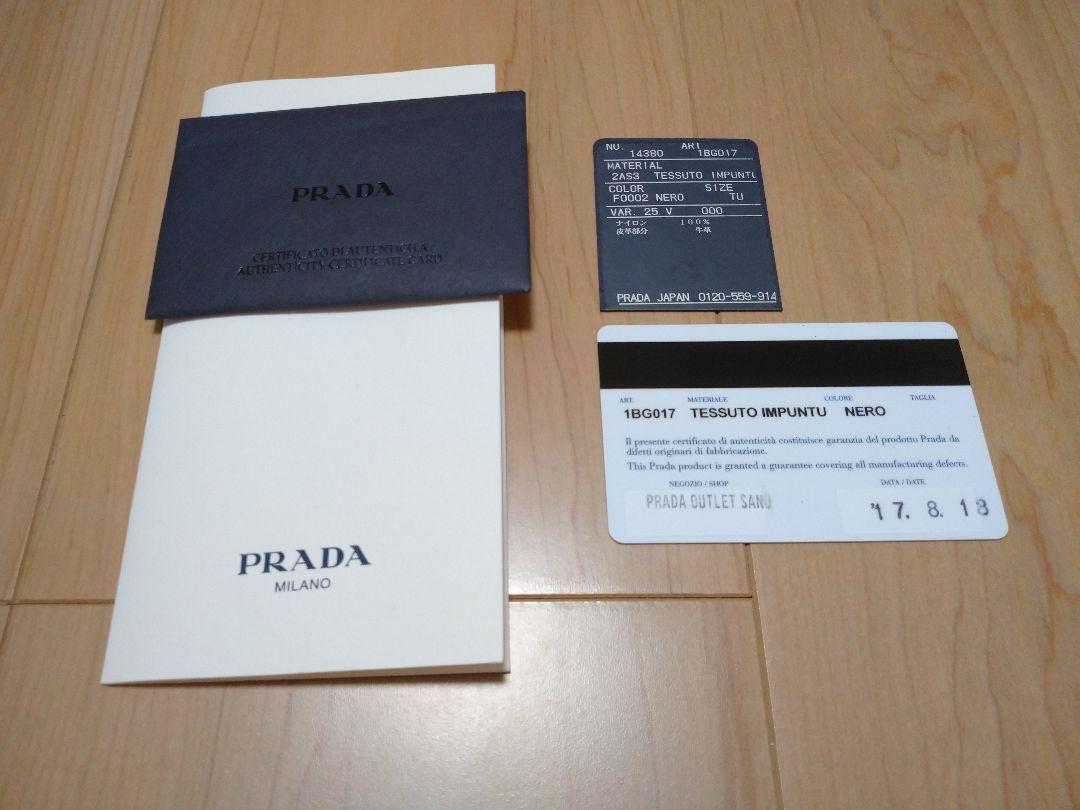 PRADA
CERTIFICATO DI AUTENTICITÀ
AUTHENTICITY CERTIFICATE CARD
PRADA
MILANO
NU. ART
14380 1BG017
MATERIAL
2AS3 TESSUTO IMPUNTU
COLOR SIZE
F0002 NERO TU
VAR. 25 V 000
ナイロン 100%
皮革部分 牛革
PRADA JAPAN 0120-559-914
ART. MATERIALE COLORE TAGLIA
1BG017 TESSUTO IMPUNTU NERO
Il presente certificato di autenticità costituisce garanzia del prodotto Prada da
difetti originari di fabbricazione.
This Prada product is granted a guarantee covering all manufacturing defects.
NEGOZIO / SHOP DATA / DATE
PRADA OUTLET SANO '17. 8. 13